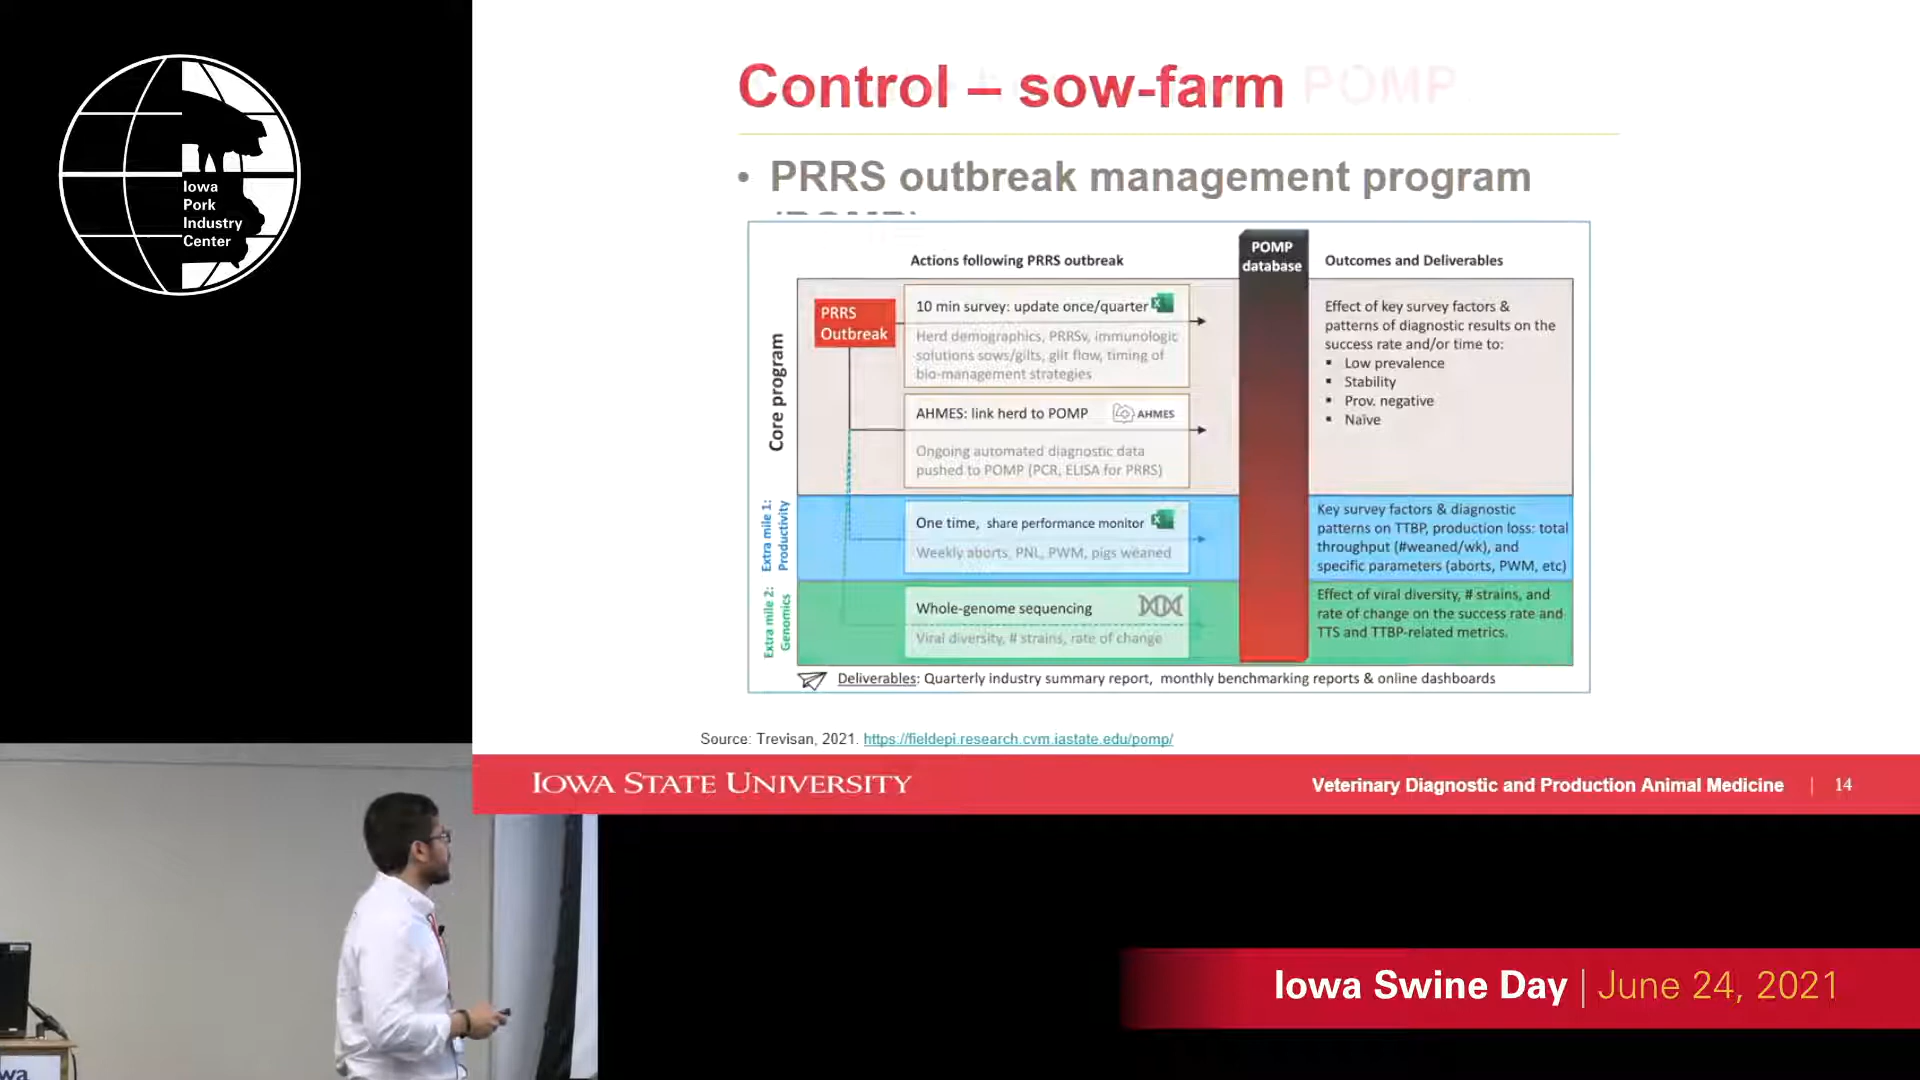 Iowa
Pork
Industry
Center
Control – sow-farm POMP
• PRRS outbreak management program
(POMP)
Actions following PRRS outbreak
POMP
database
Outcomes and Deliverables
Core program
PRRS
Outbreak
10 min survey: update once/quarter
Herd demographics, PRRSv, immunologic
solutions sows/gilts, gilt flow, timing of
bio-management strategies
AHMES: link herd to POMP
AHMES
Ongoing automated diagnostic data
pushed to POMP (PCR, ELISA for PRRS)
Effect of key survey factors &
patterns of diagnostic results on the
success rate and/or time to:
▪ Low prevalence
▪ Stability
▪ Prov. negative
▪ Naïve
Extra mile 1:
Productivity
One time, share performance monitor
Weekly aborts, PNL, PWM, pigs weaned
Key survey factors & diagnostic
patterns on TTBP, production loss: total
throughput (#weaned/wk), and
specific parameters (aborts, PWM, etc)
Extra mile 2:
Genomics
Whole-genome sequencing
Viral diversity, # strains, rate of change
Effect of viral diversity, # strains, and
rate of change on the success rate and
TTS and TTBP-related metrics.
Deliverables: Quarterly industry summary report, monthly benchmarking reports & online dashboards
Source: Trevisan, 2021. https://fieldepi.research.cvm.iastate.edu/pomp/
IOWA STATE UNIVERSITY
Veterinary Diagnostic and Production Animal Medicine | 14
wa
Iowa Swine Day | June 24, 2021